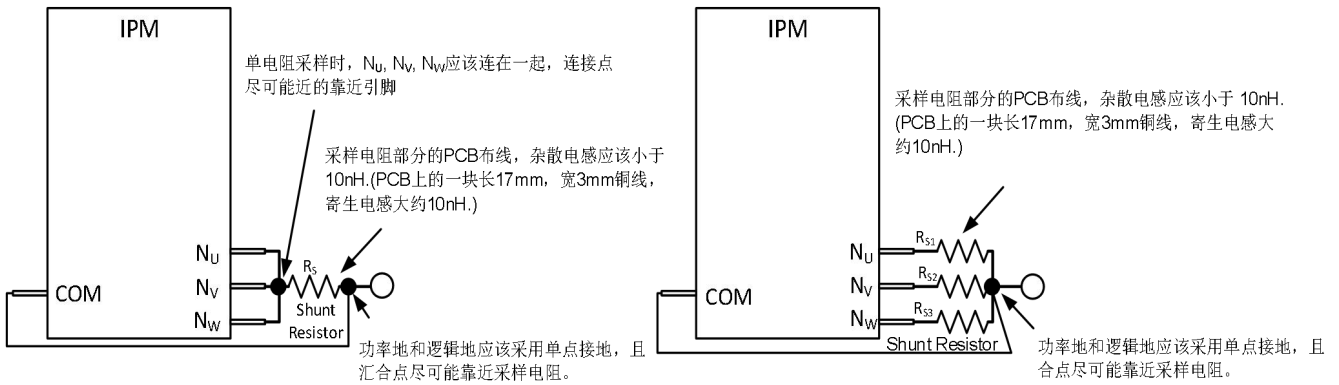 IPM
单电阻采样时，NU, NV, NW应该连在一起，连接点
尽可能近的靠近引脚
采样电阻部分的PCB布线，杂散电感应该小于
10nH.(PCB上的一块长17mm，宽3mm铜线，
寄生电感大约10nH.)
NU
NV
NW
COM
RS
Shunt
Resistor
功率地和逻辑地应该采用单点接地，且
汇合点尽可能靠近采样电阻。
IPM
采样电阻部分的PCB布线，杂散电感应该小于 10nH.
(PCB上的一块长17mm，宽3mm铜线，寄生电感大
约10nH.)
NU
NV
NW
COM
RS1
RS2
RS3
Shunt Resistor
功率地和逻辑地应该采用单点接地，且
合点尽可能靠近采样电阻。